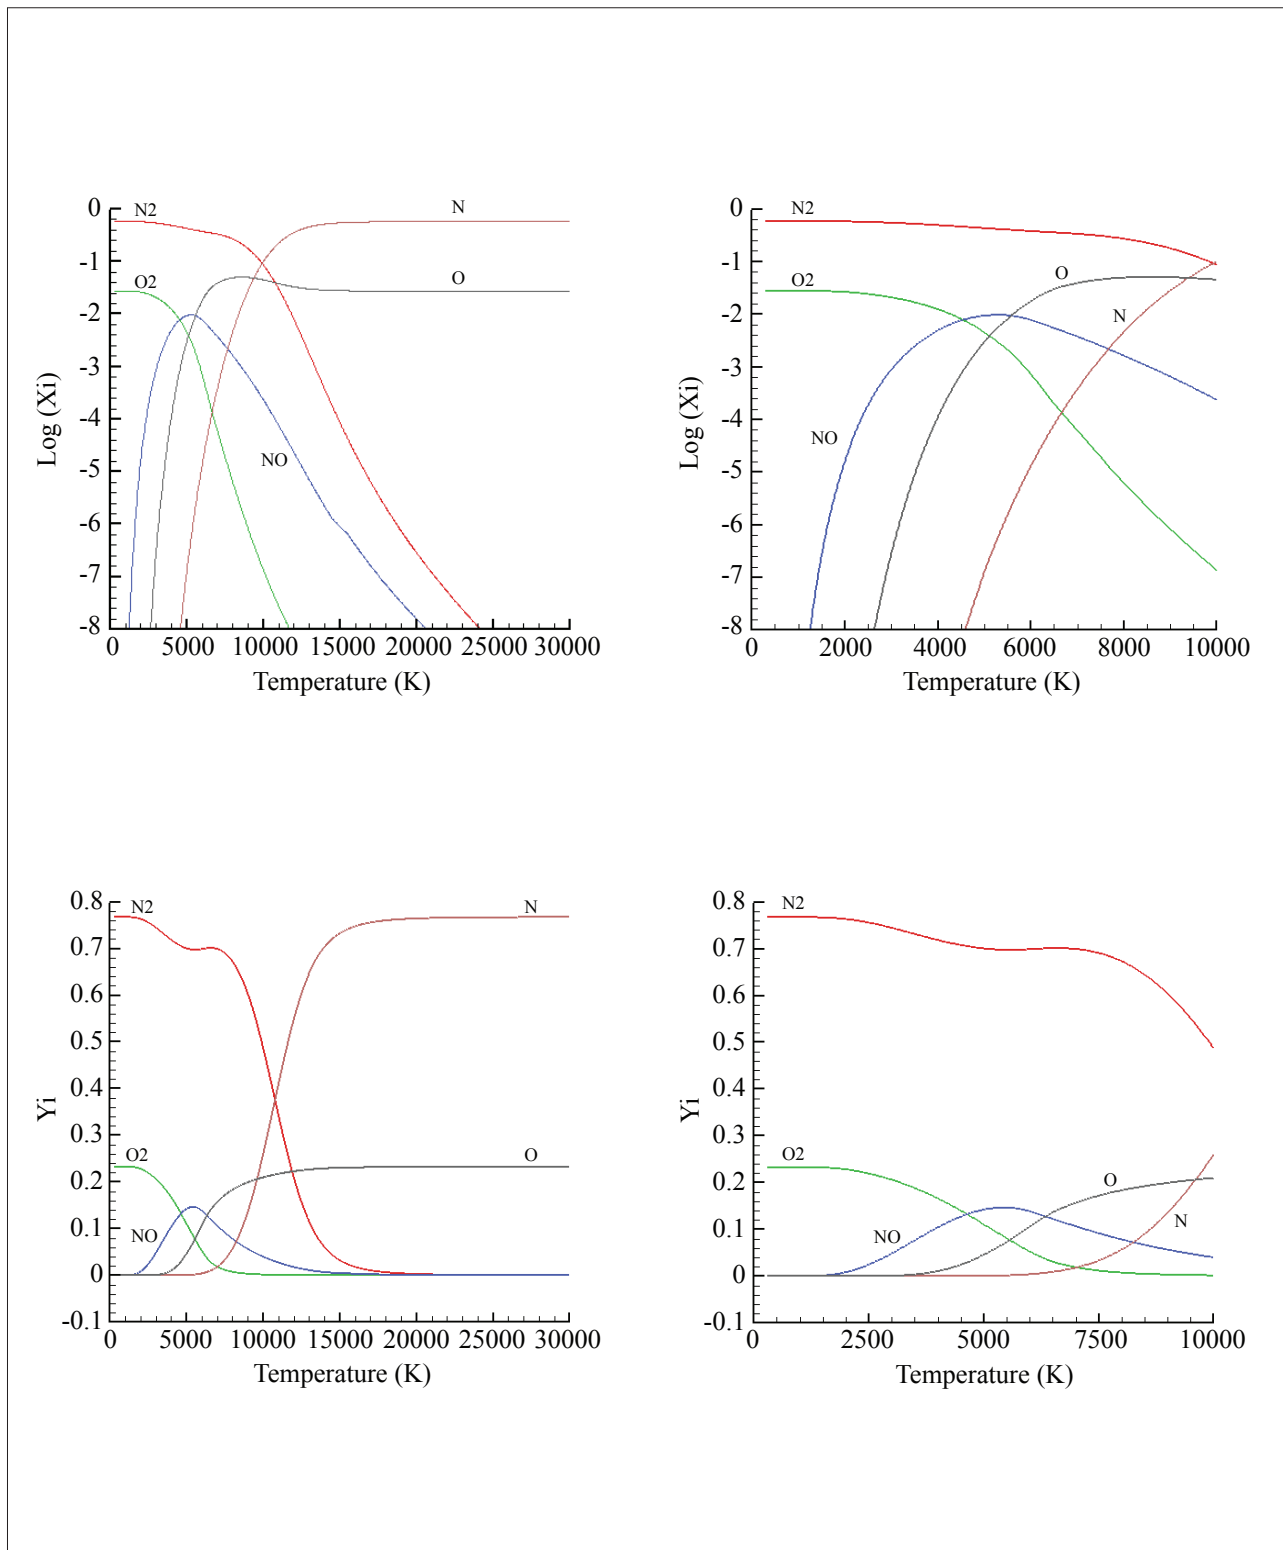 0
-1
-2
-3
-4
-5
-6
-7
-8
Log (Xi)
N2
N
O2
O
NO
0 5000 10000 15000 20000 25000 30000
Temperature (K)
0
-1
-2
-3
-4
-5
-6
-7
-8
Log (Xi)
N2
O
O2
N
NO
0 2000 4000 6000 8000 10000
Temperature (K)
0.8
0.7
0.6
0.5
0.4
0.3
0.2
0.1
0
-0.1
Yi
N2
N
O2
O
NO
0 5000 10000 15000 20000 25000 30000
Temperature (K)
0.8
0.7
0.6
0.5
0.4
0.3
0.2
0.1
0
-0.1
Yi
N2
O2
O
N
NO
0 2500 5000 7500 10000
Temperature (K)